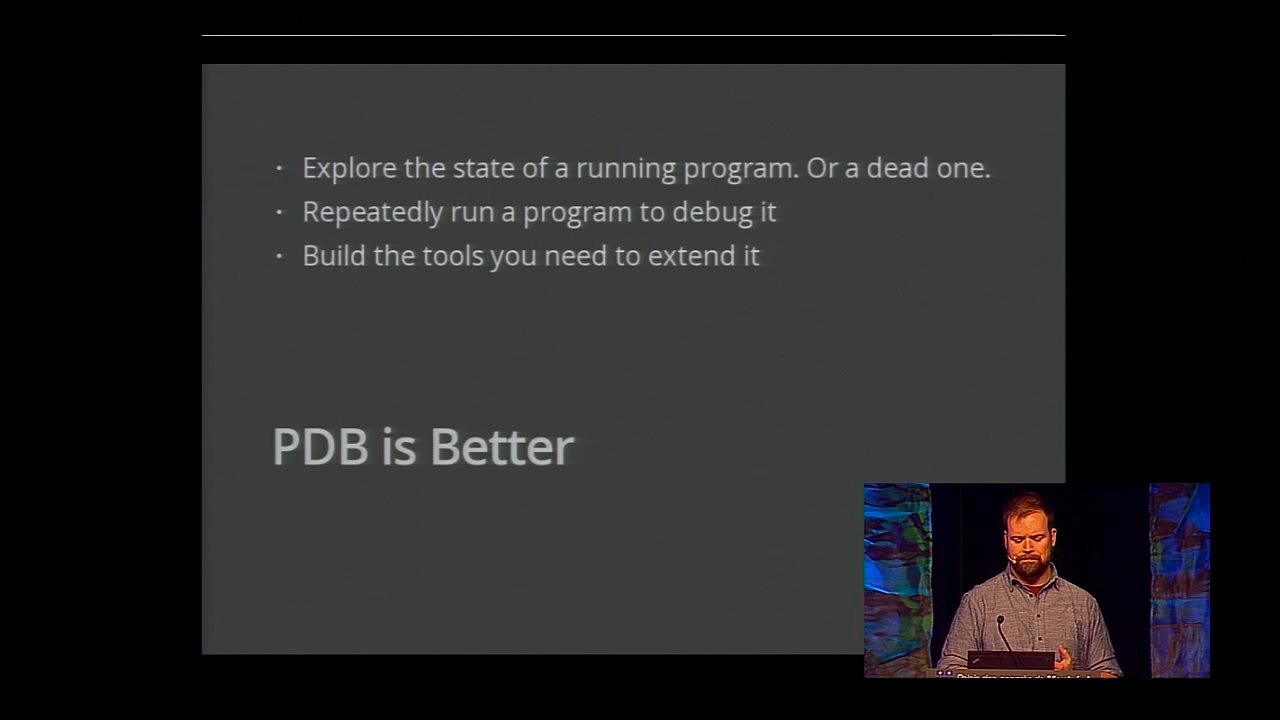 · Explore the state of a running program. Or a dead one.
· Repeatedly run a program to debug it
· Build the tools you need to extend it
PDB is Better